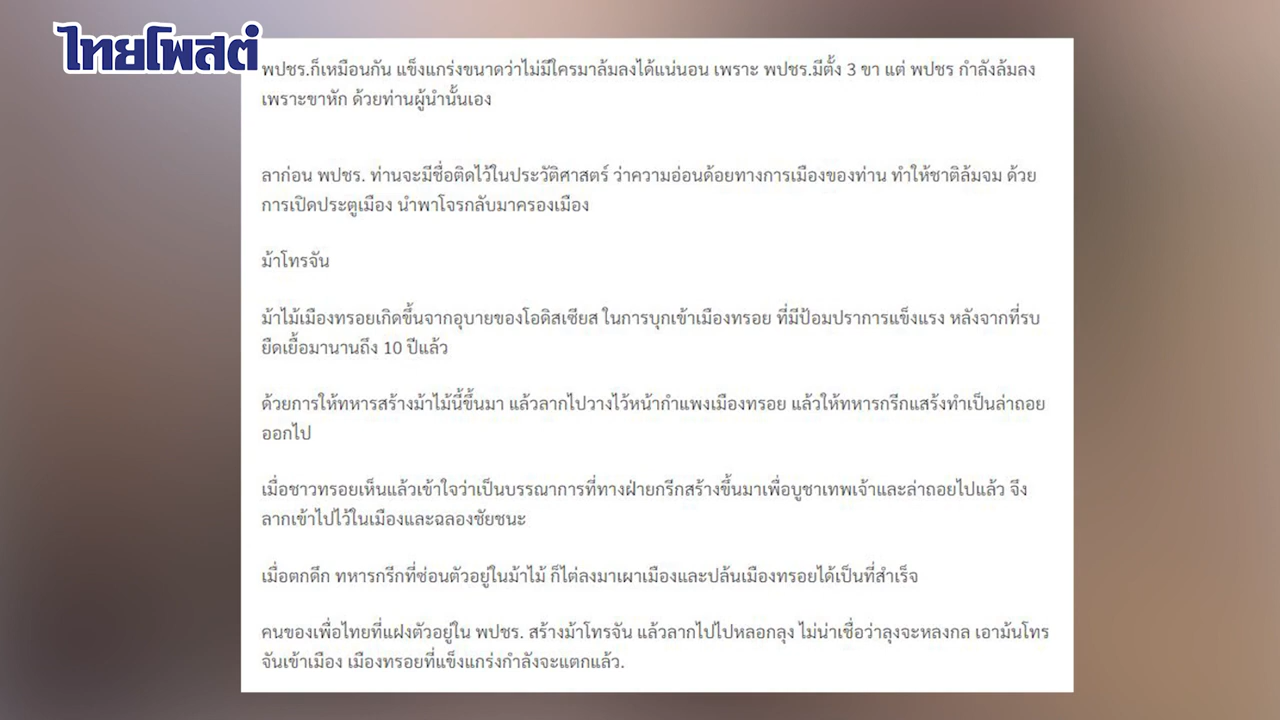 ไทยโพสต์
พปชร.ก็เหมือนกัน แข็งแกร่งขนาดว่าไม่มีใครมาล้มลงได้แน่นอน เพราะ พปชร.มีตั้ง 3 ขา แต่ พปชร กำลังล้มลง
เพราะขาหัก ด้วยท่านผู้นำนั้นเอง
ลาก่อน พปชร. ท่านจะมีชื่อติดไว้ในประวัติศาสตร์ ว่าความอ่อนด้อยทางการเมืองของท่าน ทำให้ชาติล้มจม ด้วย
การเปิดประตูเมือง นำพาโจรกลับมาครองเมือง
ม้าโทรจัน
ม้าไม้เมืองทรอยเกิดขึ้นจากอุบายของโอดิสเซียส ในการบุกเข้าเมืองทรอย ที่มีป้อมปราการแข็งแรง หลังจากที่รบ
ยืดเยื้อมานานถึง 10 ปีแล้ว
ด้วยการให้ทหารสร้างม้าไม้นี้ขึ้นมา แล้วลากไปวางไว้หน้ากำแพงเมืองทรอย แล้วให้ทหารกรีกแสร้งทำเป็นล่าถอย
ออกไป
เมื่อชาวทรอยเห็นแล้วเข้าใจว่าเป็นบรรณาการที่ทางฝ่ายกรีกสร้างขึ้นมาเพื่อบูชาเทพเจ้าและล่าถอยไปแล้ว จึง
ลากเข้าไปไว้ในเมืองและฉลองชัยชนะ
เมื่อตกดึก ทหารกรีกที่ซ่อนตัวอยู่ในม้าไม้ ก็ไต่ลงมาเผาเมืองและปล้นเมืองทรอยได้เป็นที่สำเร็จ
คนของเพื่อไทยที่แฝงตัวอยู่ใน พปชร. สร้างม้าโทรจัน แล้วลากไปไปหลอกลุง ไม่น่าเชื่อว่าลุงจะหลงกล เอาม้นโทร
จันเข้าเมือง เมืองทรอยที่แข็งแกร่งกำลังจะแตกแล้ว.